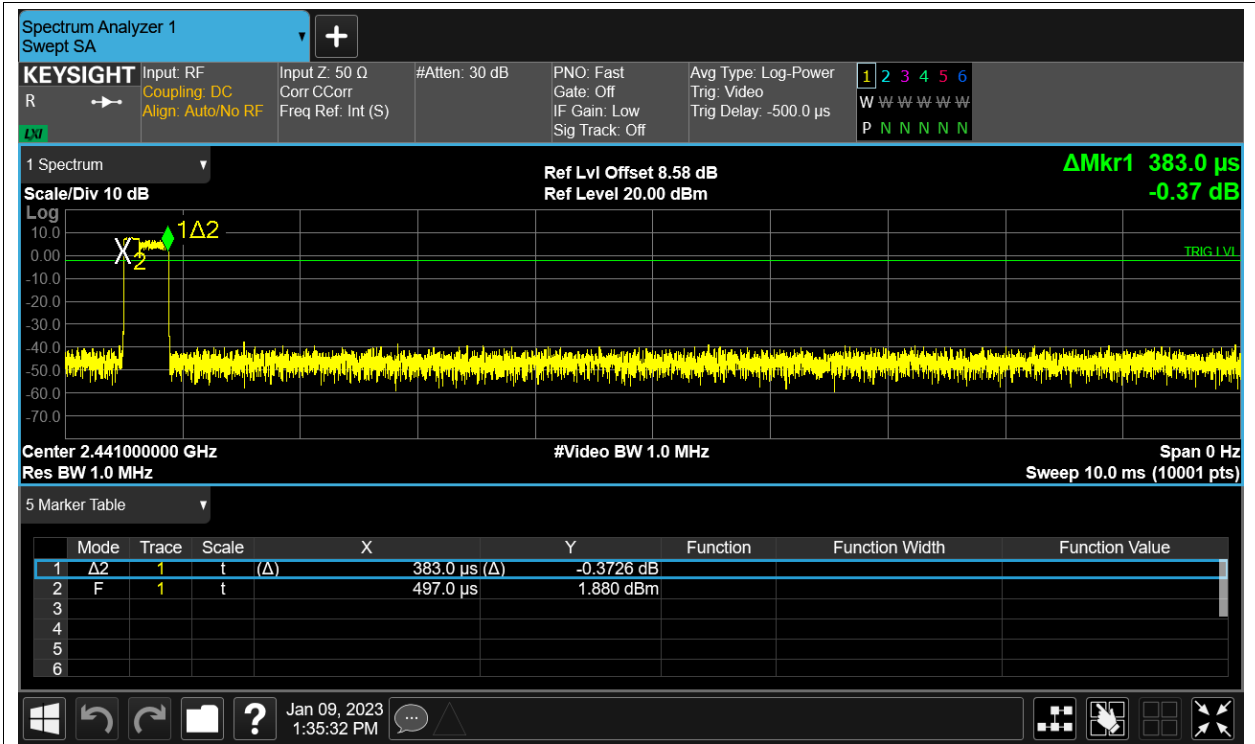 Spectrum Analyzer 1
Swept SA
KEYSIGHT
R
LXI
Input: RF
Coupling: DC
Align: Auto/No RF
Input Z: 50 Ω
Corr CCorr
Freq Ref: Int (S)
#Atten: 30 dB
PNO: Fast
Gate: Off
IF Gain: Low
Sig Track: Off
Avg Type: Log-Power
Trig: Video
Trig Delay: -500.0 µs
1 2 3 4 5 6
W W W W W W
P N N N N N
1 Spectrum
Scale/Div 10 dB
Ref Lvl Offset 8.58 dB
Ref Level 20.00 dBm
ΔMkr1 383.0 µs
-0.37 dB
Log
10.0
0.00
-10.0
-20.0
-30.0
-40.0
-50.0
-60.0
-70.0
1Δ2
X
2
TRIG LVL
Center 2.441000000 GHz
#Video BW 1.0 MHz
Span 0 Hz
Res BW 1.0 MHz
Sweep 10.0 ms (10001 pts)
5 Marker Table
Mode Trace Scale X Y Function Function Width Function Value
1 Δ2 1 t (Δ) 383.0 µs (Δ) -0.3726 dB
2 F 1 t 497.0 µs 1.880 dBm
3
4
5
6
?
Jan 09, 2023
1:35:32 PM